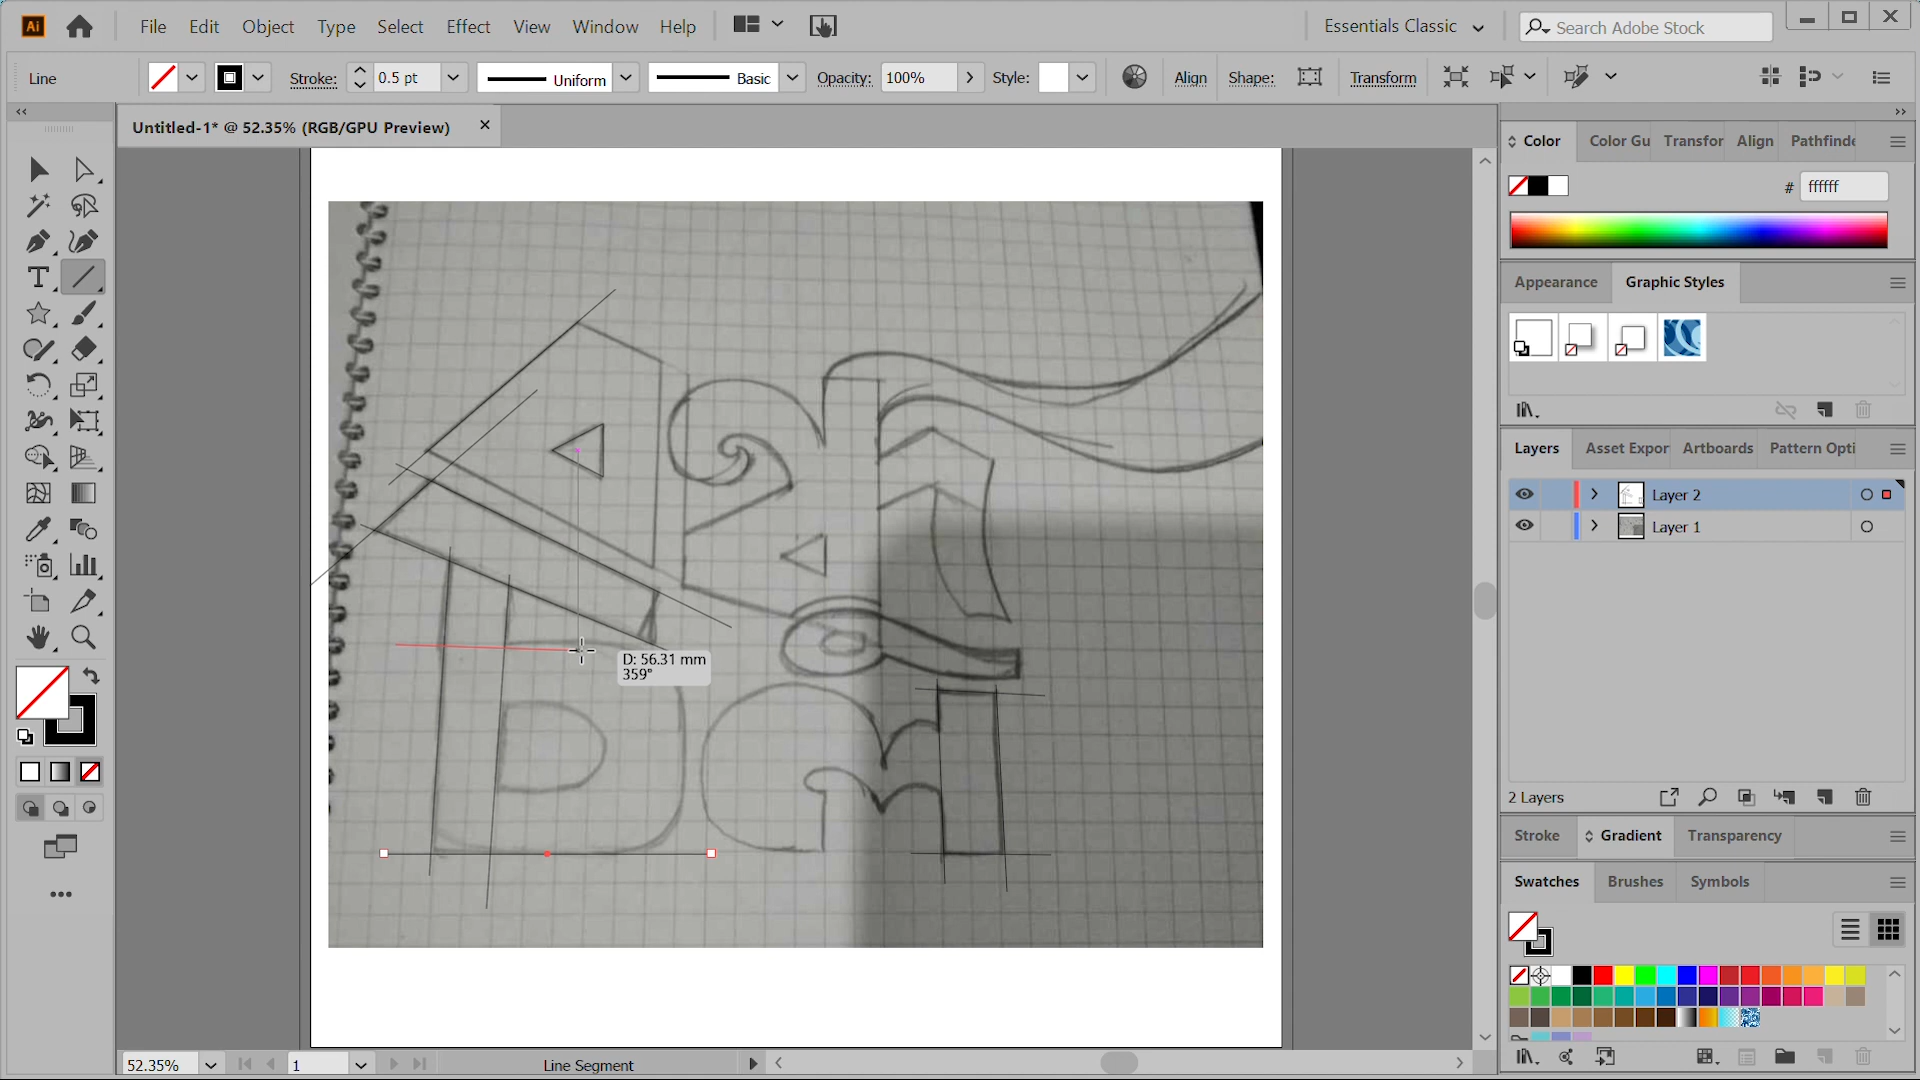 Ai File Edit Object Type Select Effect View Window Help Essentials Classic Search Adobe Stock
Line Stroke: 0.5 pt Uniform Basic Opacity: 100% Style: Align Shape: Transform
Untitled-1* @ 52.35% (RGB/GPU Preview)
Color Color Gu Transfor Align Pathfinde
# ffffff
Appearance Graphic Styles
Layers Asset Expor Artboards Pattern Opti
Layer 2
Layer 1
D: 56.31 mm
359°
2 Layers
Stroke Gradient Transparency
Swatches Brushes Symbols
52.35% 1 Line Segment